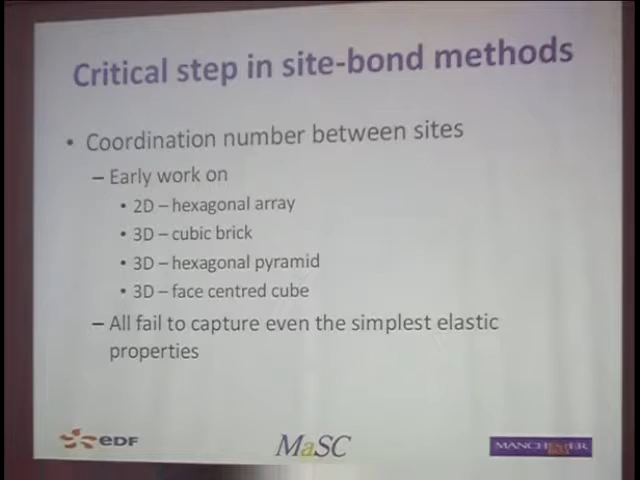 Critical step in site-bond methods
• Coordination number between sites
– Early work on
• 2D – hexagonal array
• 3D – cubic brick
• 3D – hexagonal pyramid
• 3D – face centred cube
– All fail to capture even the simplest elastic
properties
eDF
MaSC
MANCHESTER